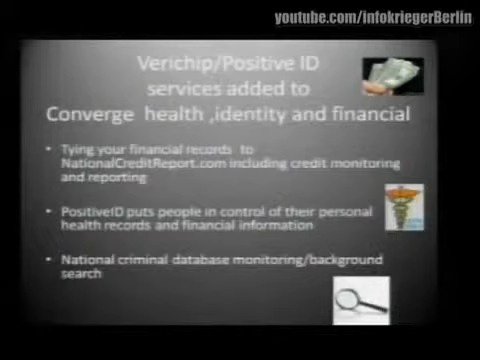 youtube.com/infokriegerBerlin
Verichip/Positive ID
services added to
Converge health ,identity and financial
• Tying your financial records to
NationalCreditReport.com including credit monitoring
and reporting
• PositiveID puts people in control of their personal
health records and financial information
• National criminal database monitoring/background
search